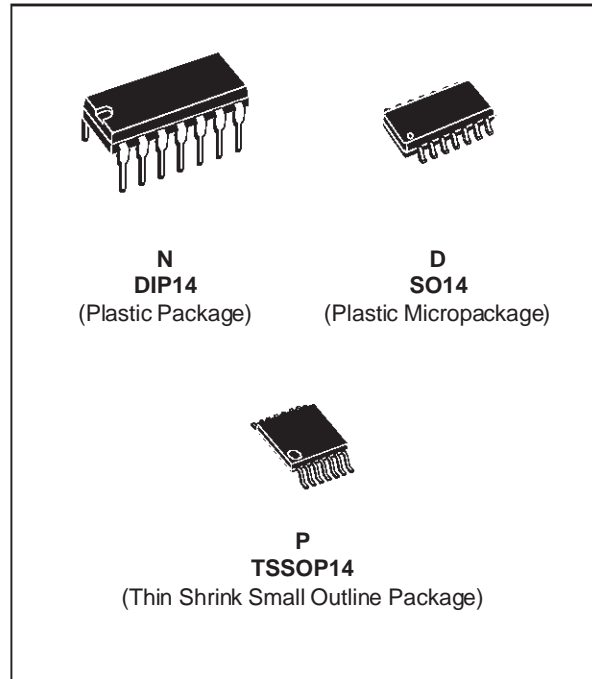 N
DIP14
(Plastic Package)
D
SO14
(Plastic Micropackage)
P
TSSOP14
(Thin Shrink Small Outline Package)